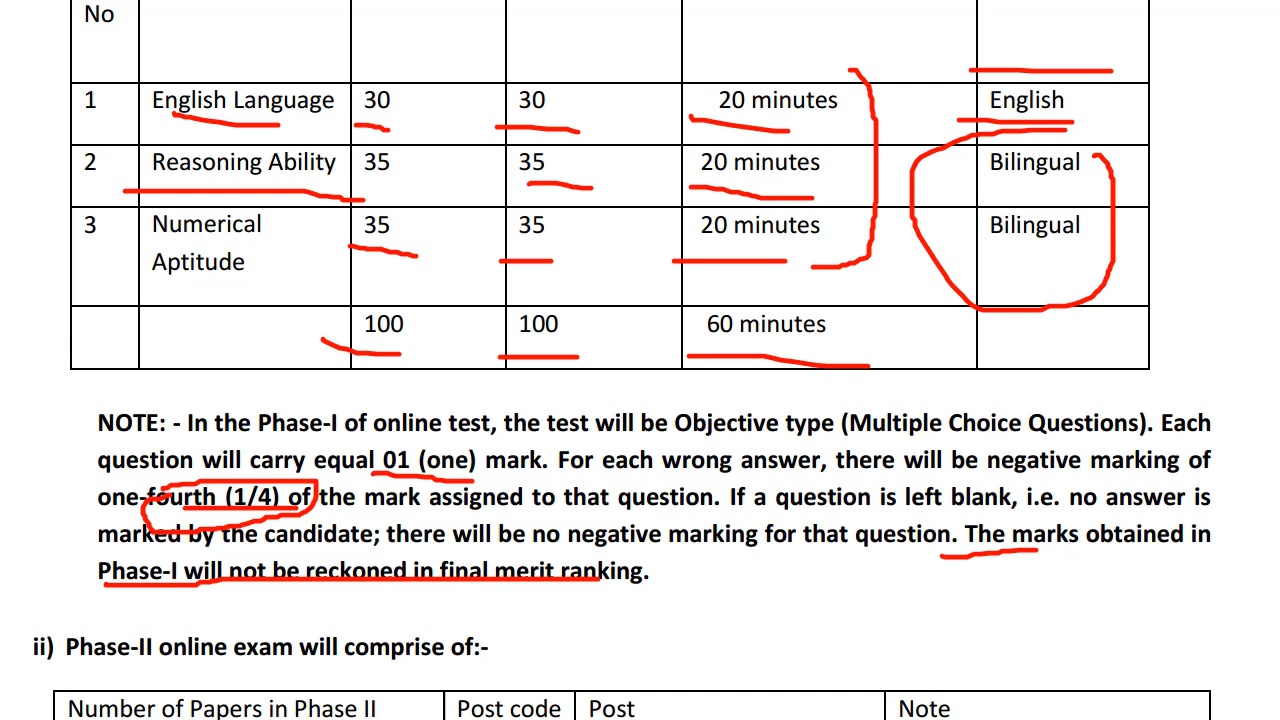 No
1 English Language 30 30 20 minutes English
2 Reasoning Ability 35 35 20 minutes Bilingual
3 Numerical 35 35 20 minutes Bilingual
Aptitude
100 100 60 minutes
NOTE: - In the Phase-I of online test, the test will be Objective type (Multiple Choice Questions). Each
question will carry equal 01 (one) mark. For each wrong answer, there will be negative marking of
one-fourth (1/4) of the mark assigned to that question. If a question is left blank, i.e. no answer is
marked by the candidate; there will be no negative marking for that question. The marks obtained in
Phase-I will not be reckoned in final merit ranking.
ii) Phase-II online exam will comprise of:-
Number of Papers in Phase II Post code Post Note